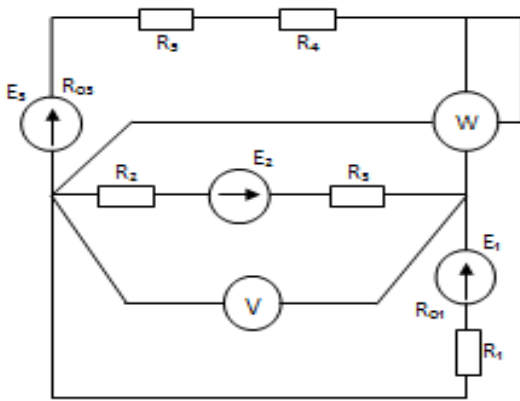 R₃ R₄
E₃ R₀₃
W
R₂ E₂ R₅
E₁
V R₀₁
R₁